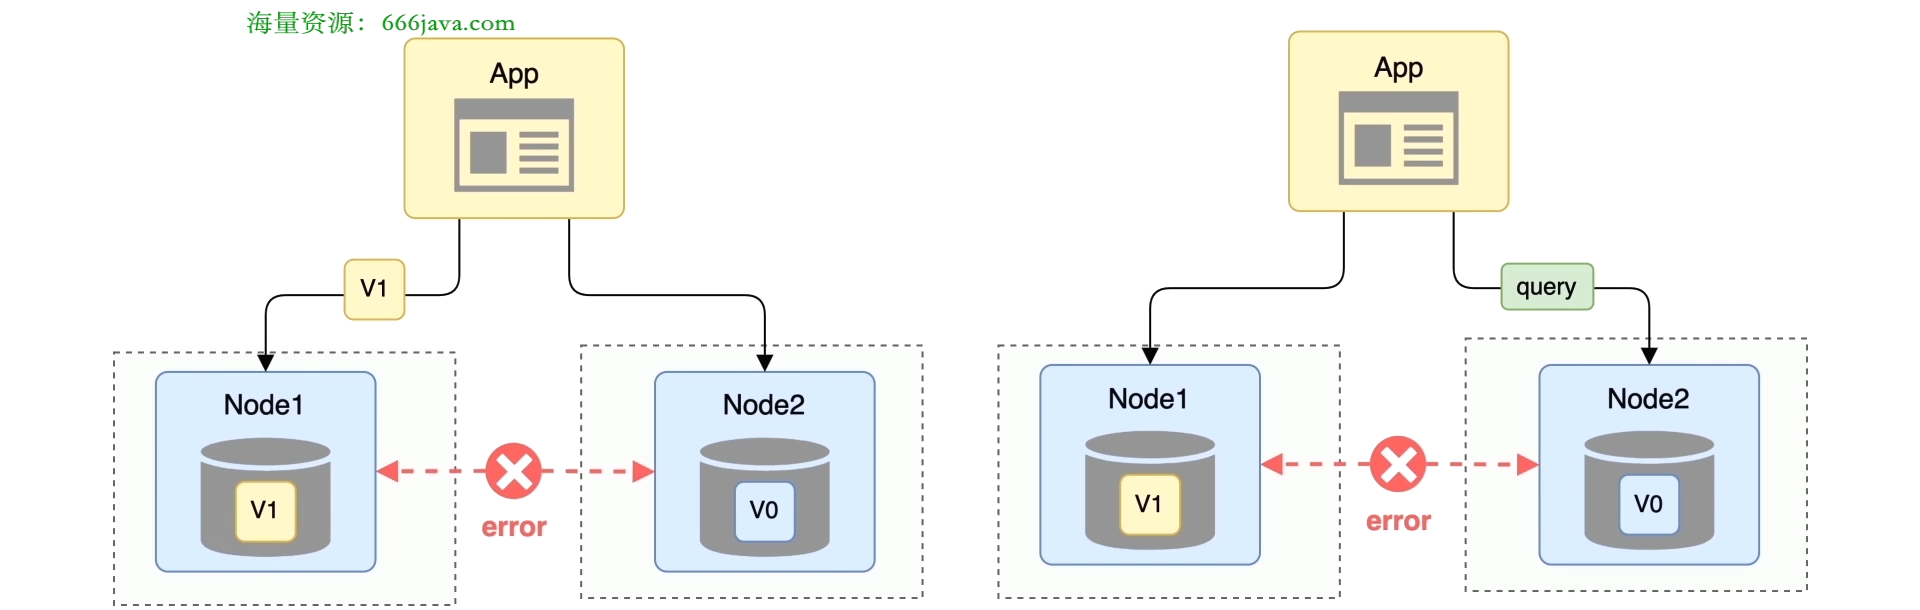 海量资源：666java.com
App
V1
Node1
V1
error
Node2
V0
App
query
Node1
V1
error
Node2
V0